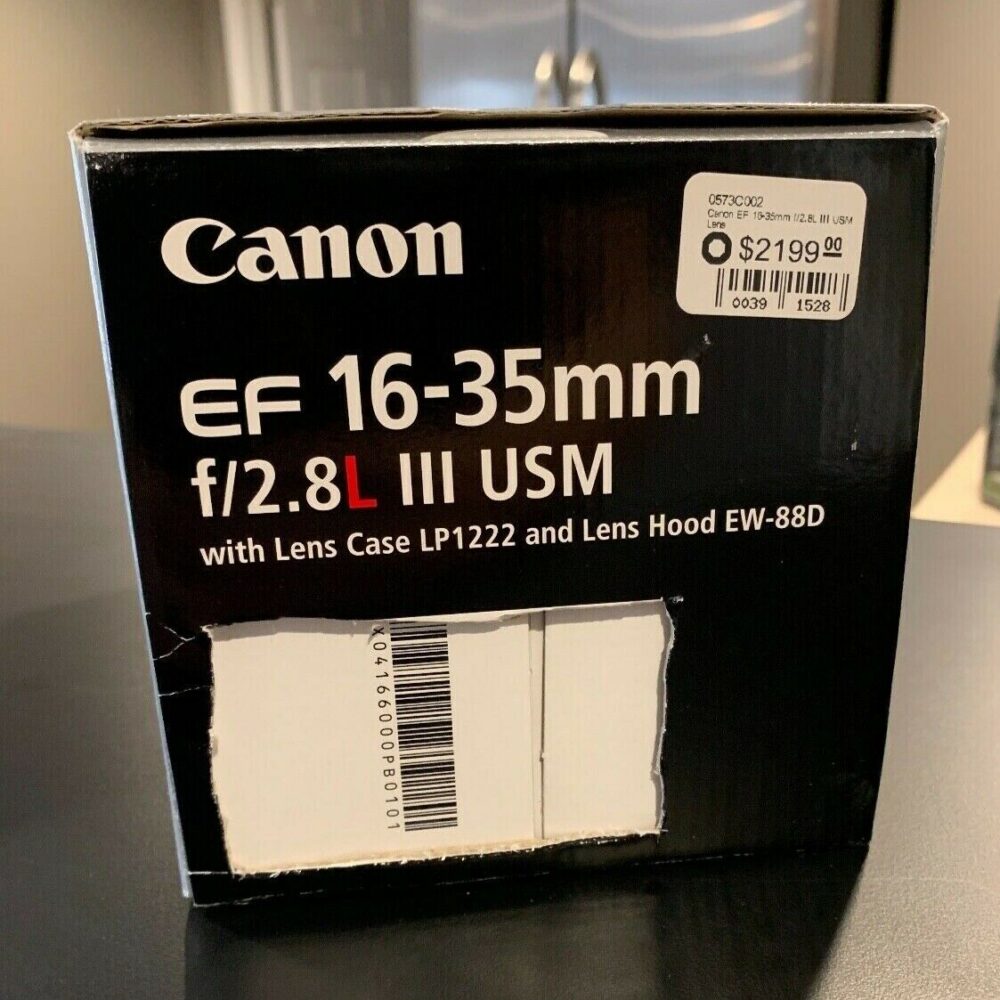 Canon
0573C002
Canon EF 16-35mm f/2.8L III USM
Lens
$2199.00
0039 1528
EF 16-35mm
f/2.8L III USM
with Lens Case LP1222 and Lens Hood EW-88D
X0416000PB0101